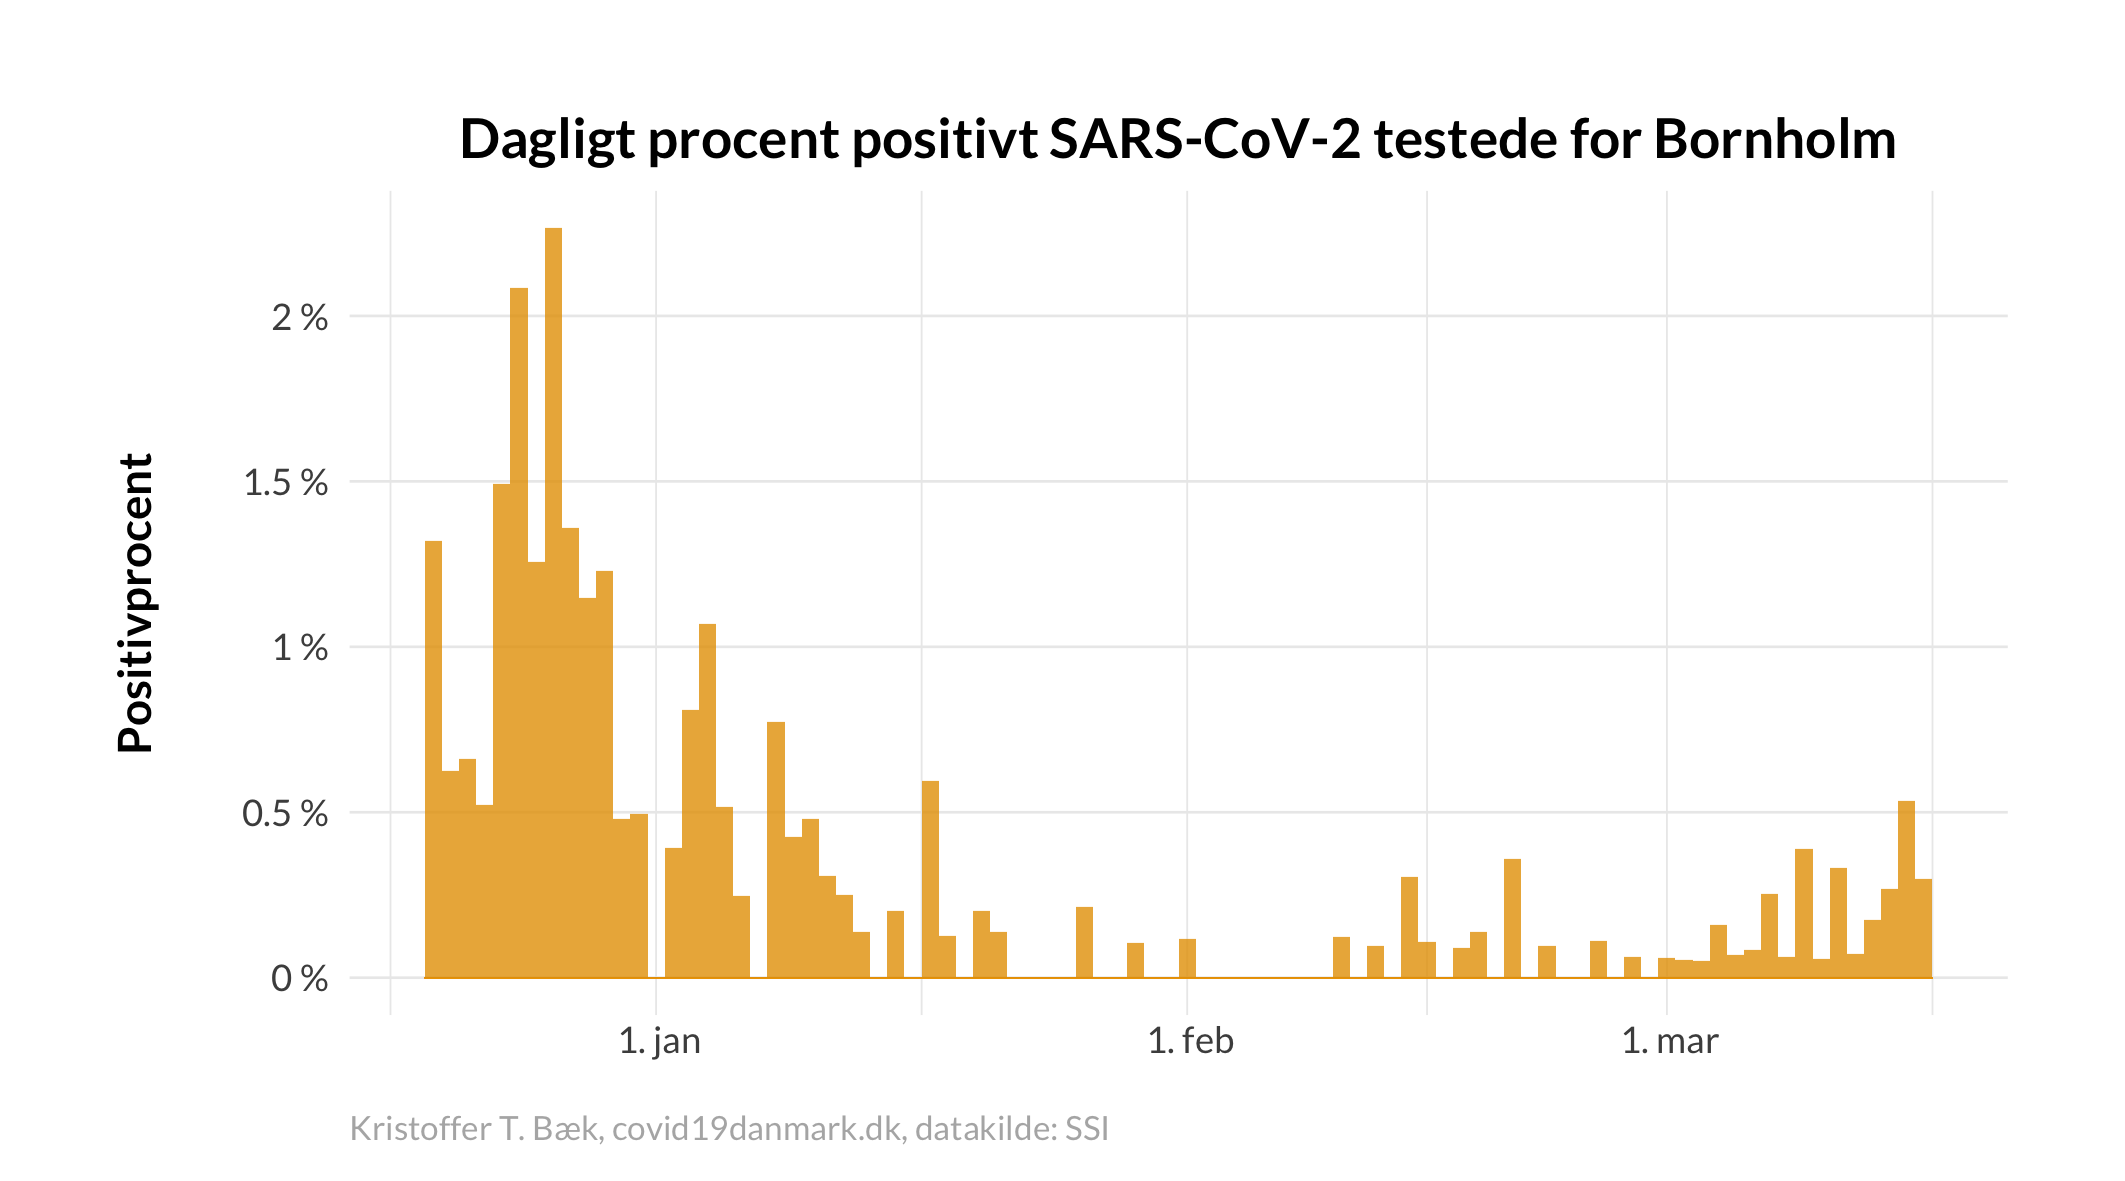 Dagligt procent positivt SARS-CoV-2 testede for Bornholm
Positivprocent
2 %
1.5 %
1 %
0.5 %
0 %
1. jan
1. feb
1. mar
Kristoffer T. Bæk, covid19danmark.dk, datakilde: SSI